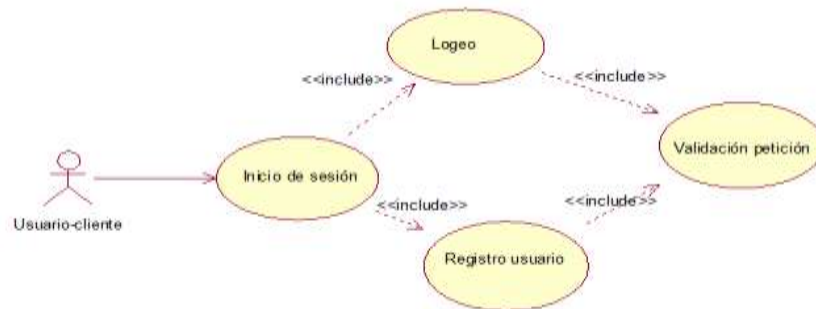 Logeo
<<include>>
<<include>>
Validación petición
Inicio de sesión
Usuario-cliente
<<include>>
<<include>>
Registro usuario